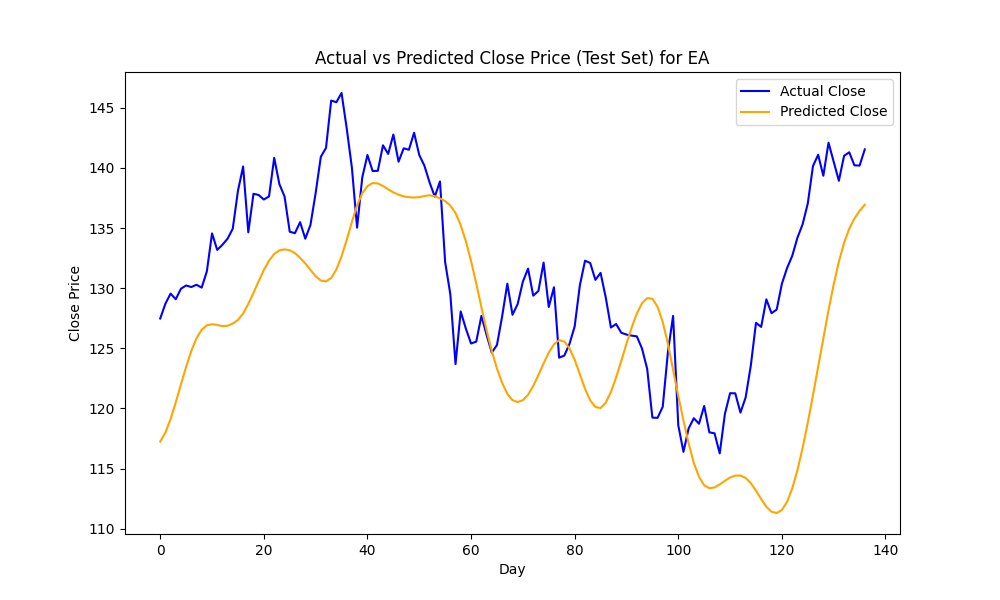 Actual vs Predicted Close Price (Test Set) for EA
Actual Close
Predicted Close
Close Price
145
140
135
130
125
120
115
110
0 20 40 60 80 100 120 140
Day